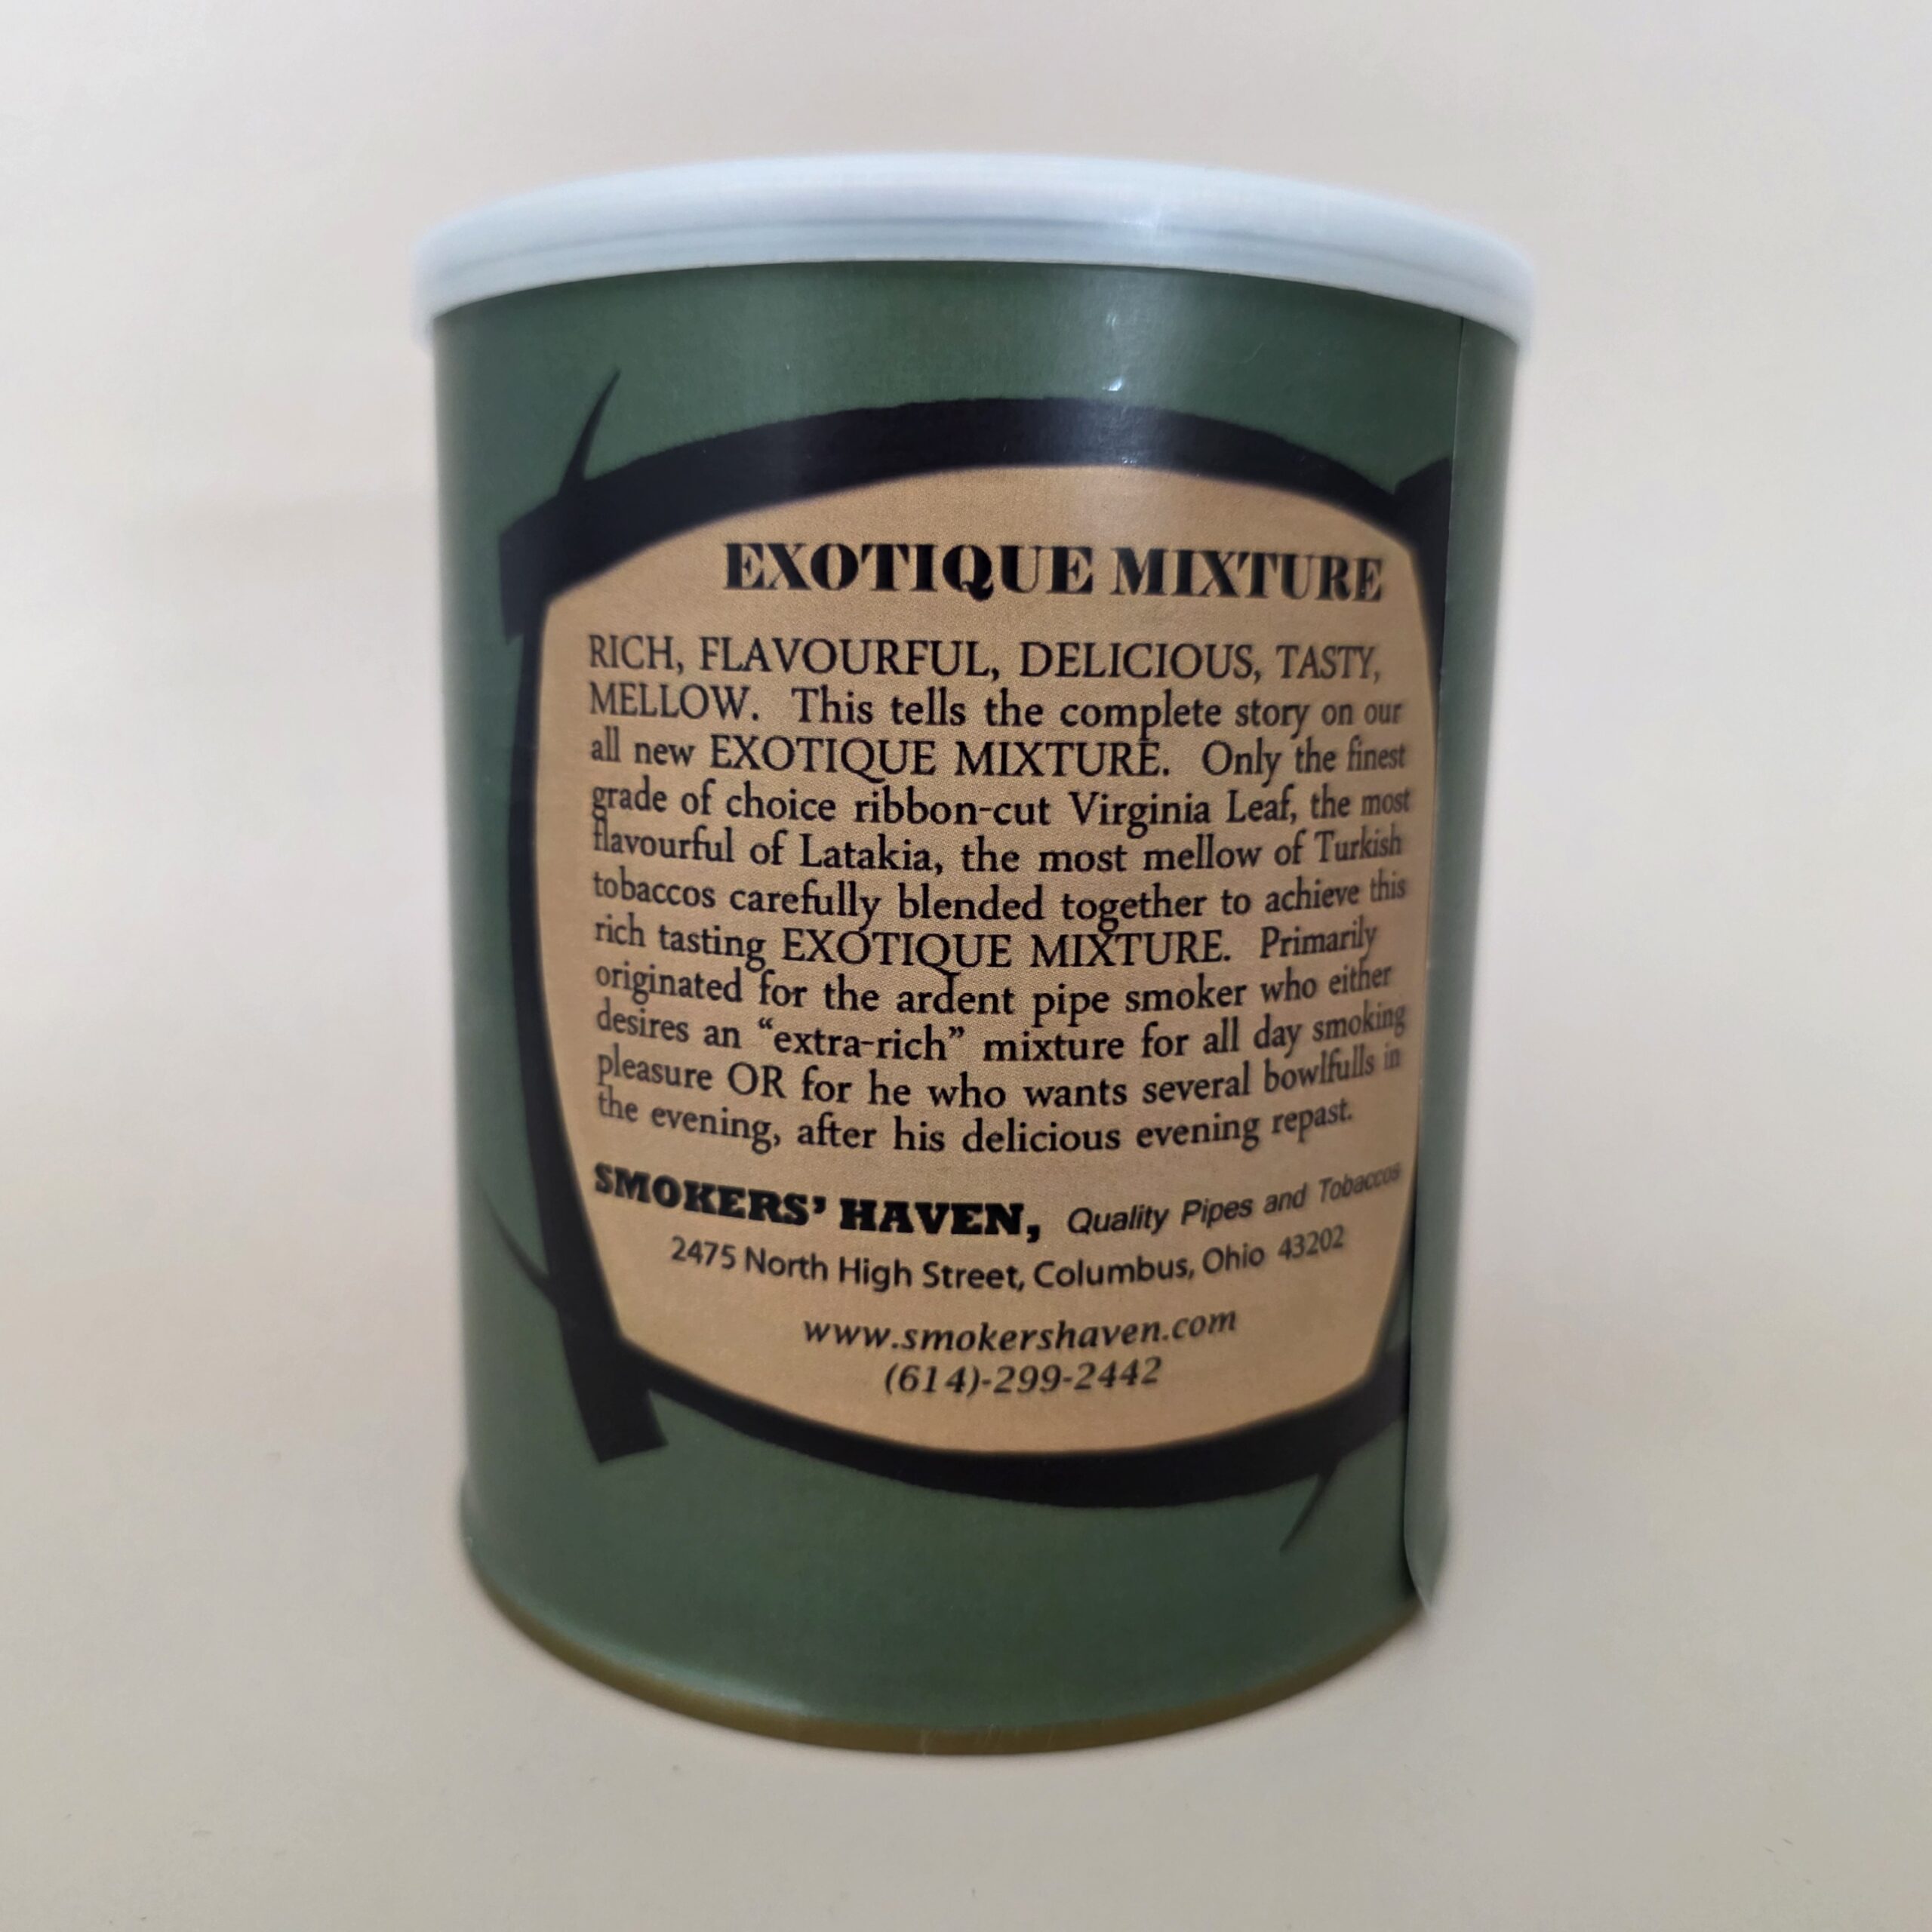 EXOTIQUE MIXTURE
RICH, FLAVOURFUL, DELICIOUS, TASTY,
MELLOW. This tells the complete story on our
all new EXOTIQUE MIXTURE. Only the finest
grade of choice ribbon-cut Virginia Leaf, the most
flavourful of Latakia, the most mellow of Turkish
tobaccos carefully blended together to achieve this
rich tasting EXOTIQUE MIXTURE. Primarily
originated for the ardent pipe smoker who either
desires an “extra-rich” mixture for all day smoking
pleasure OR for he who wants several bowlfulls in
the evening, after his delicious evening repast.
SMOKERS’ HAVEN, Quality Pipes and Tobaccos
2475 North High Street, Columbus, Ohio 43202
www.smokershaven.com
(614)-299-2442